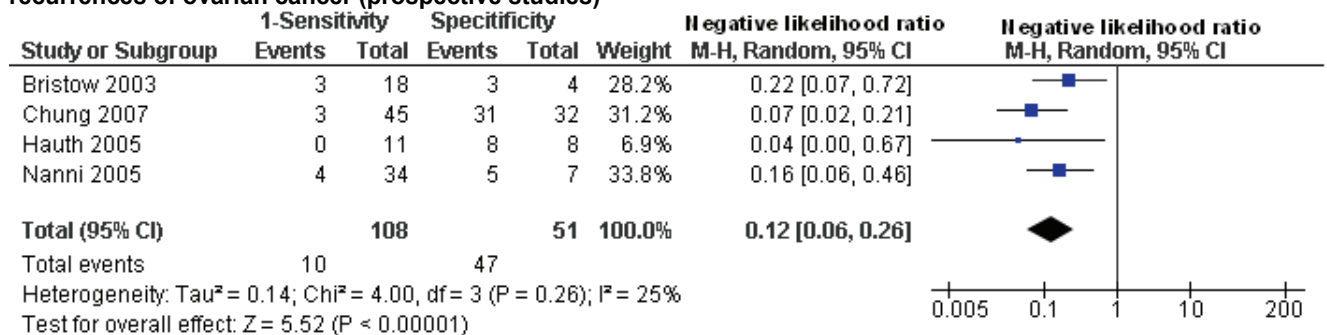 recurrences of ovarian cancer (prospective studies)
1-Sensitivity Specitificity Negative likelihood ratio Negative likelihood ratio
Study or Subgroup Events Total Events Total Weight M-H, Random, 95% CI M-H, Random, 95% CI
Bristow 2003 3 18 3 4 28.2% 0.22 [0.07, 0.72]
Chung 2007 3 45 31 32 31.2% 0.07 [0.02, 0.21]
Hauth 2005 0 11 8 8 6.9% 0.04 [0.00, 0.67]
Nanni 2005 4 34 5 7 33.8% 0.16 [0.06, 0.46]
Total (95% CI) 108 51 100.0% 0.12 [0.06, 0.26]
Total events 10 47
Heterogeneity: Tau² = 0.14; Chi² = 4.00, df = 3 (P = 0.26); I² = 25%
Test for overall effect: Z = 5.52 (P < 0.00001)
0.005 0.1 1 10 200